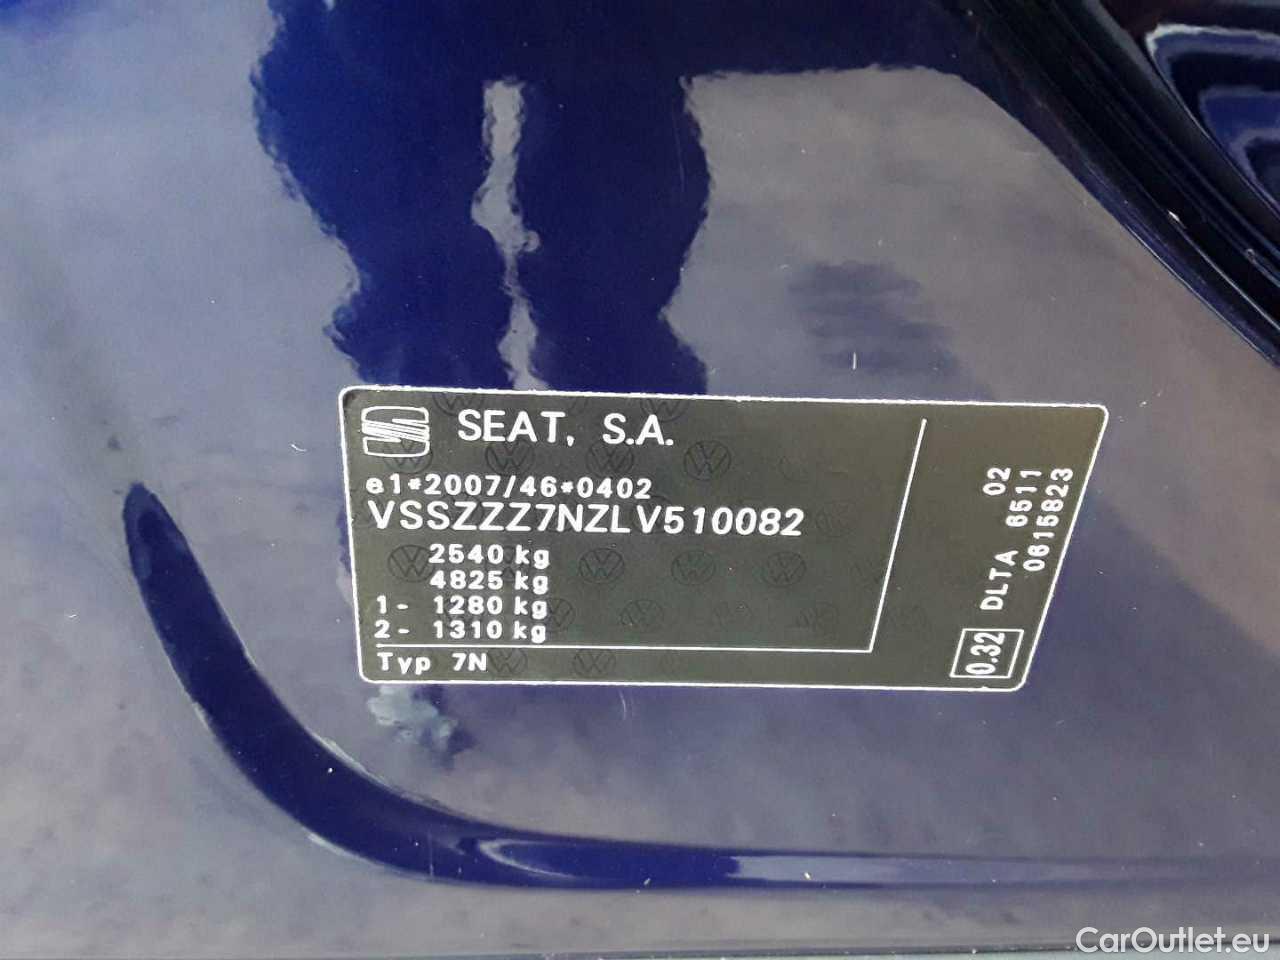 SEAT, S.A.
e1*2007/46*0402
VSSZZZ7NZLV510082
2540 kg
4825 kg
1- 1280 kg
2- 1310 kg
Typ 7N
02
DLTA 6511
0615823
0.32
CarOutlet.eu